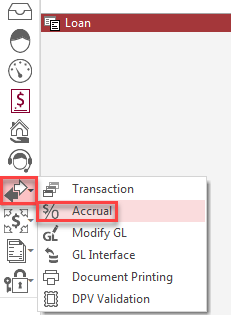 Loan
Transaction
Accrual
Modify GL
GL Interface
Document Printing
DPV Validation